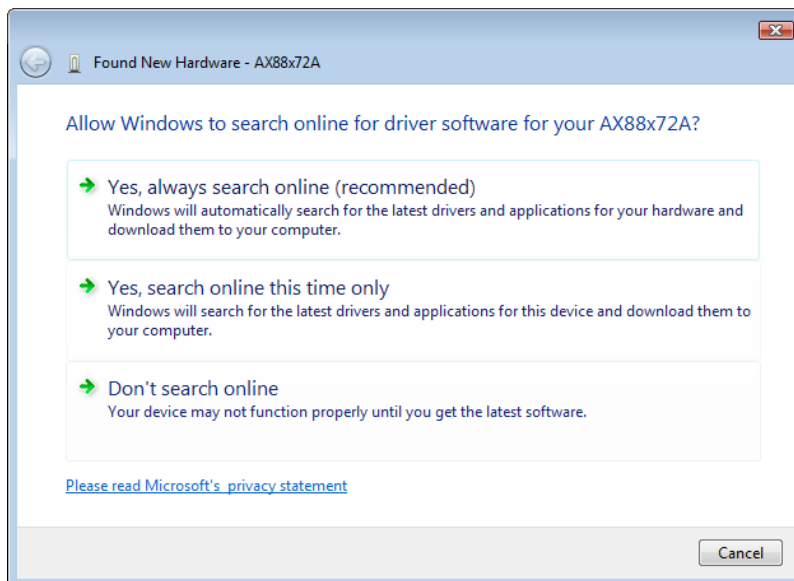 Found New Hardware - AX88x72A
Allow Windows to search online for driver software for your AX88x72A?
Yes, always search online (recommended)
Windows will automatically search for the latest drivers and applications for your hardware and
download them to your computer.
Yes, search online this time only
Windows will search for the latest drivers and applications for this device and download them to
your computer.
Don't search online
Your device may not function properly until you get the latest software.
Please read Microsoft's privacy statement
Cancel